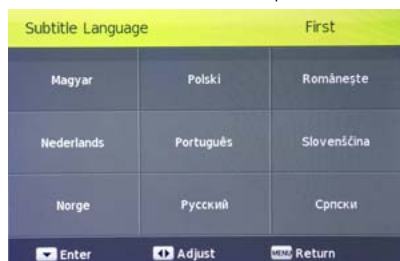 Subtitle Language First
Magyar Polski Românește
Nederlands Português Slovenščina
Norge Русский Српски
Enter Adjust MENU Return